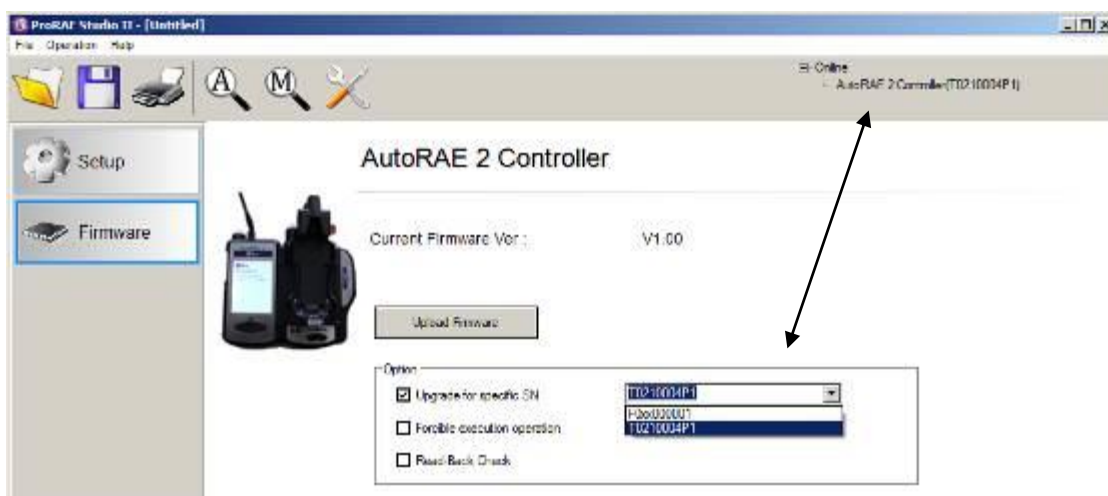 ProRAE Studio II - [Untitled]
File Operation Help
A M
Online
AutoRAE 2 Controller(T0210004P1)
Setup
AutoRAE 2 Controller
Firmware
Current Firmware Ver :
V1.00
Upload Firmware
Option
Upgrade for specific SN
T0210004P1
Forcible execution operation
T0210004P1
Read-Back Check